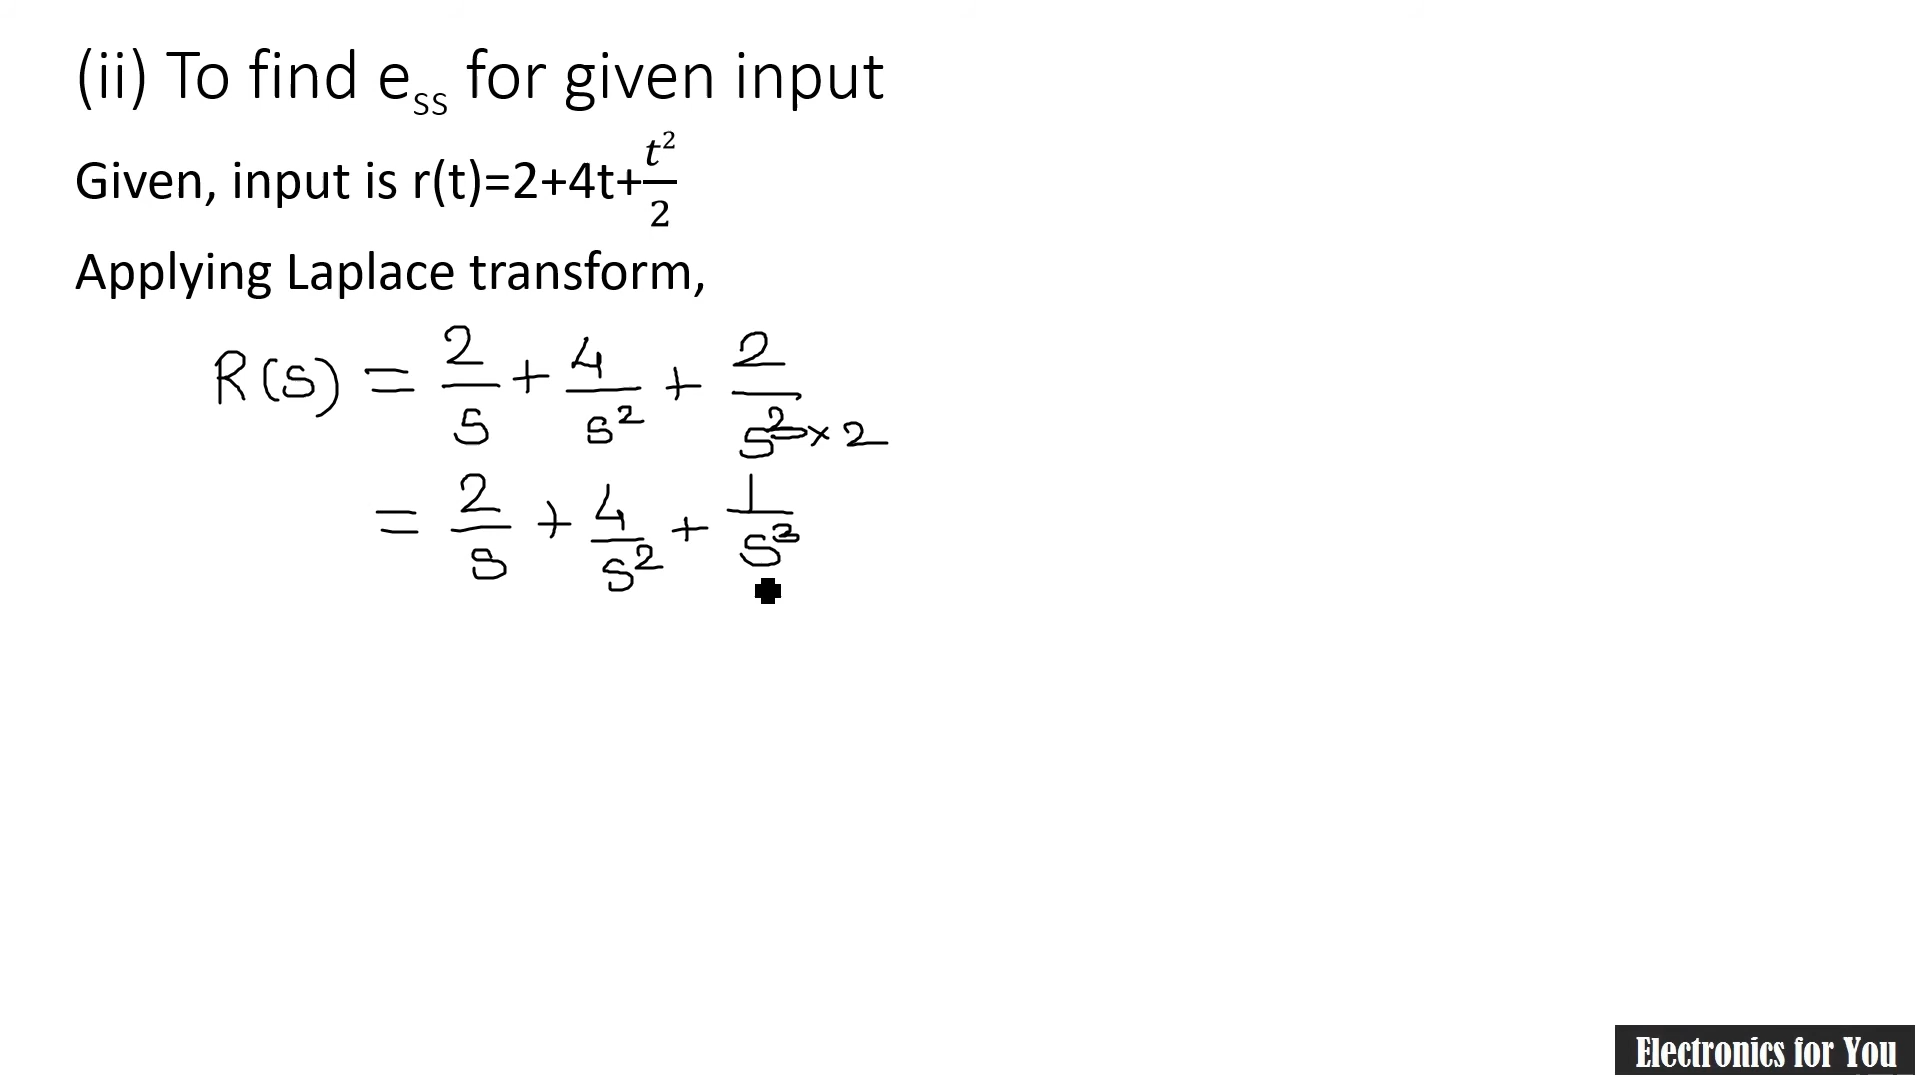 (ii) To find e_ss for given input
Given, input is r(t)=2+4t+t²/2
Applying Laplace transform,
R(s) = 2/s + 4/s² + 2/(s³×2)
= 2/s + 4/s² + 1/s³
Electronics for You